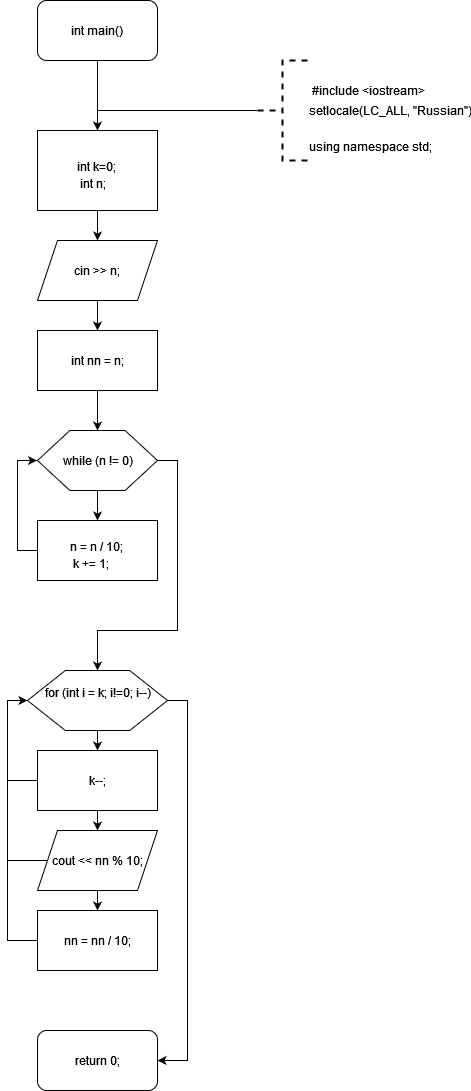 int main()
#include <iostream>
setlocale(LC_ALL, "Russian")
using namespace std;
int k=0;
int n;
cin >> n;
int nn = n;
while (n != 0)
n = n / 10;
k += 1;
for (int i = k; i!=0; i--)
k--;
cout << nn % 10;
nn = nn / 10;
return 0;